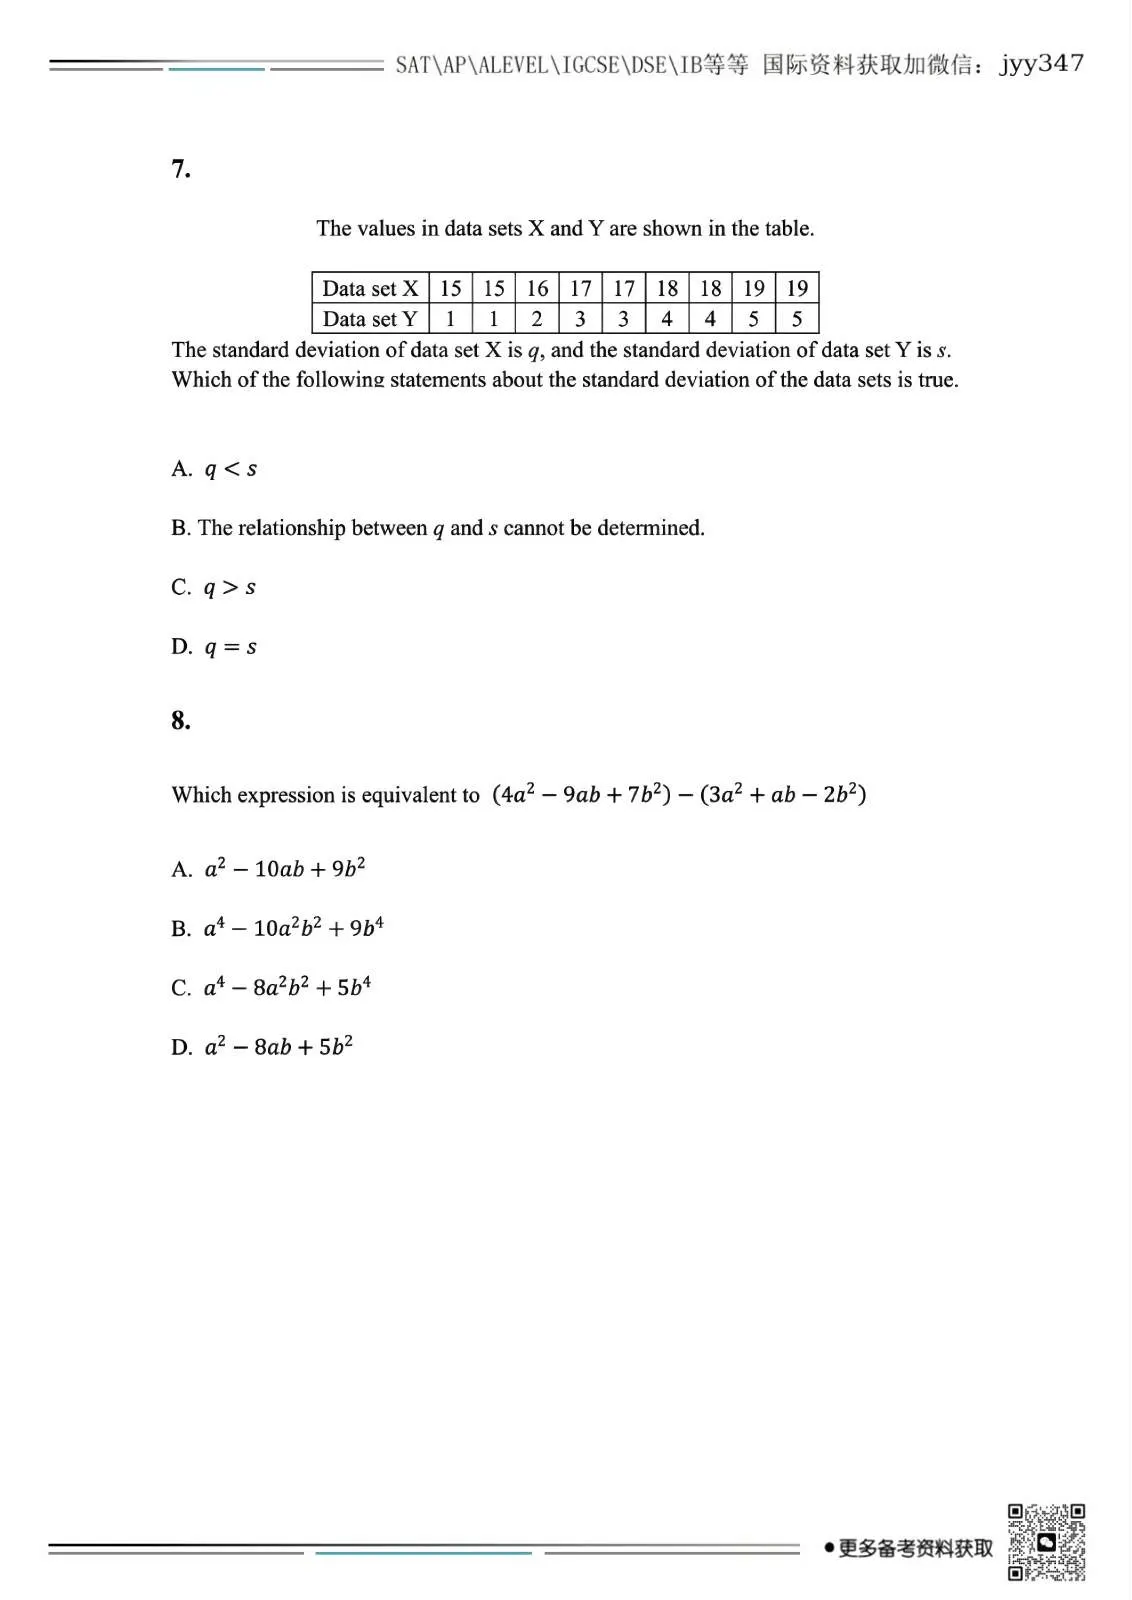 SAT\AP\ALEVEL\IGCSE\DSE\IB等等 国际资料获取加微信： jyy347
7.
The values in data sets X and Y are shown in the table.
Data set X 15 15 16 17 17 18 18 19 19
Data set Y 1 1 2 3 3 4 4 5 5
The standard deviation of data set X is q, and the standard deviation of data set Y is s.
Which of the following statements about the standard deviation of the data sets is true.
A. q < s
B. The relationship between q and s cannot be determined.
C. q > s
D. q = s
8.
Which expression is equivalent to (4a² − 9ab + 7b²) − (3a² + ab − 2b²)
A. a² − 10ab + 9b²
B. a⁴ − 10a²b² + 9b⁴
C. a⁴ − 8a²b² + 5b⁴
D. a² − 8ab + 5b²
●更多备考资料获取